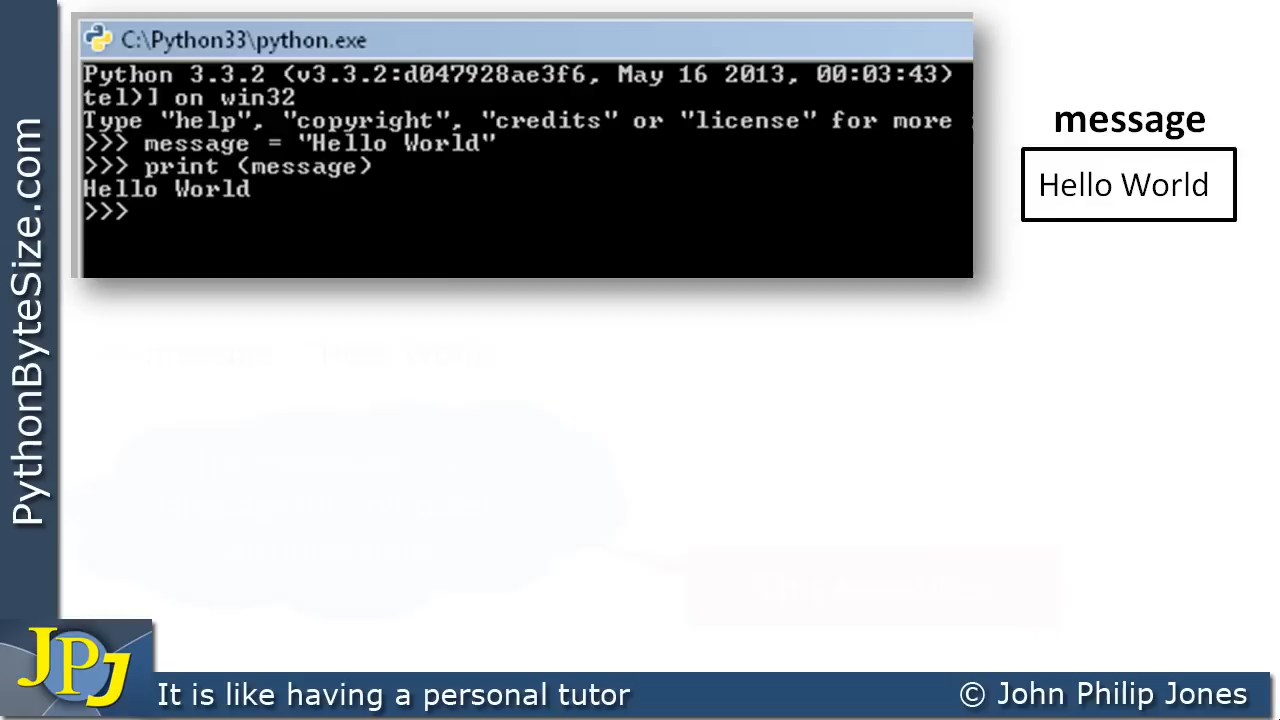 C:\Python33\python.exe
Python 3.3.2 (v3.3.2:d047928ae3f6, May 16 2013, 00:03:43)
tel)] on win32
Type "help", "copyright", "credits" or "license" for more
>>> message = "Hello World"
>>> print (message)
Hello World
>>>
message
Hello World
PythonByteSize.com
JPJ
It is like having a personal tutor
© John Philip Jones